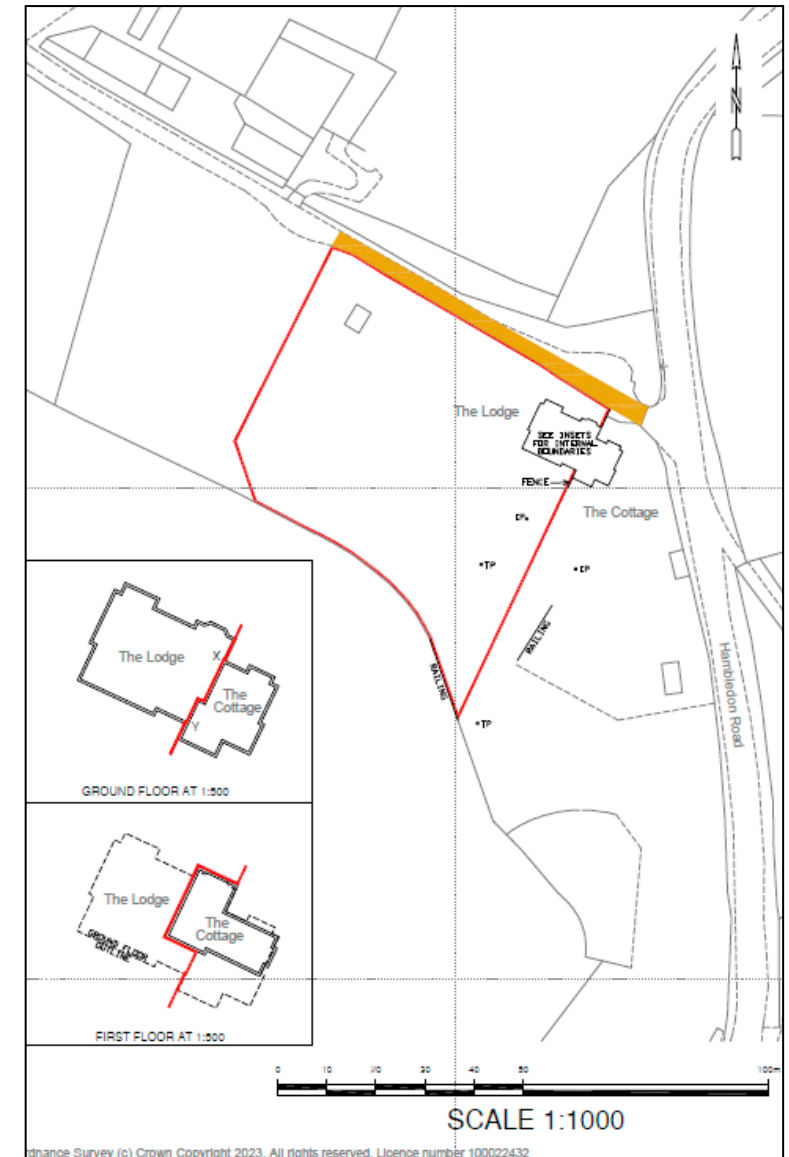 N
The Lodge
SEE INSETS
FOR INTERNAL
BOUNDARIES
FENCE
The Cottage
EP
TP
EP
RAILING
RAILING
TP
Hambledon Road
The Lodge
X
The
Cottage
Y
GROUND FLOOR AT 1:500
The Lodge
The
Cottage
GROUND FLOOR
OUTLINE
FIRST FLOOR AT 1:500
0 10 20 30 40 50 100m
SCALE 1:1000
rdnance Survey (c) Crown Copyright 2023. All rights reserved. Licence number 100022432